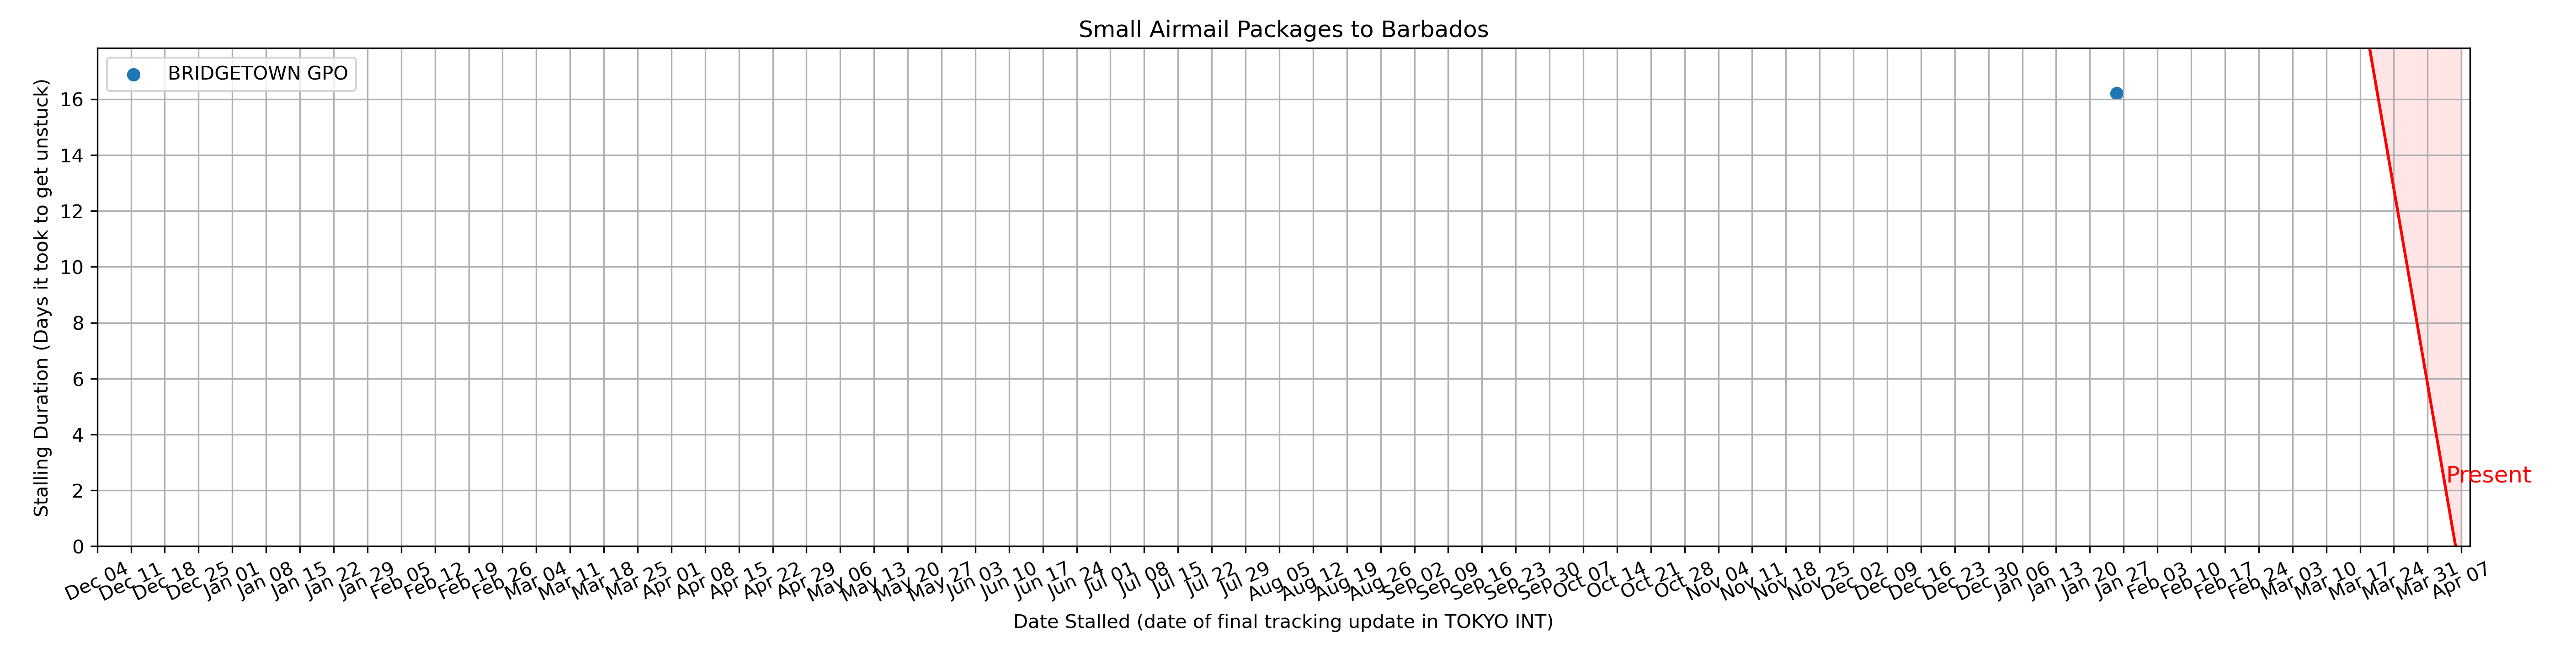 Small Airmail Packages to Barbados
BRIDGETOWN GPO
Stalling Duration (Days it took to get unstuck)
16
14
12
10
8
6
4
2
0
Present
Dec 04
Dec 11
Dec 18
Dec 25
Jan 01
Jan 08
Jan 15
Jan 22
Jan 29
Feb 05
Feb 12
Feb 19
Feb 26
Mar 04
Mar 11
Mar 18
Mar 25
Apr 01
Apr 08
Apr 15
Apr 22
Apr 29
May 06
May 13
May 20
May 27
Jun 03
Jun 10
Jun 17
Jun 24
Jul 01
Jul 08
Jul 15
Jul 22
Jul 29
Aug 05
Aug 12
Aug 19
Aug 26
Sep 02
Sep 09
Sep 16
Sep 23
Sep 30
Oct 07
Oct 14
Oct 21
Oct 28
Nov 04
Nov 11
Nov 18
Nov 25
Dec 02
Dec 09
Dec 16
Dec 23
Dec 30
Jan 06
Jan 13
Jan 20
Jan 27
Feb 03
Feb 10
Feb 17
Feb 24
Mar 03
Mar 10
Mar 17
Mar 24
Mar 31
Apr 07
Date Stalled (date of final tracking update in TOKYO INT)